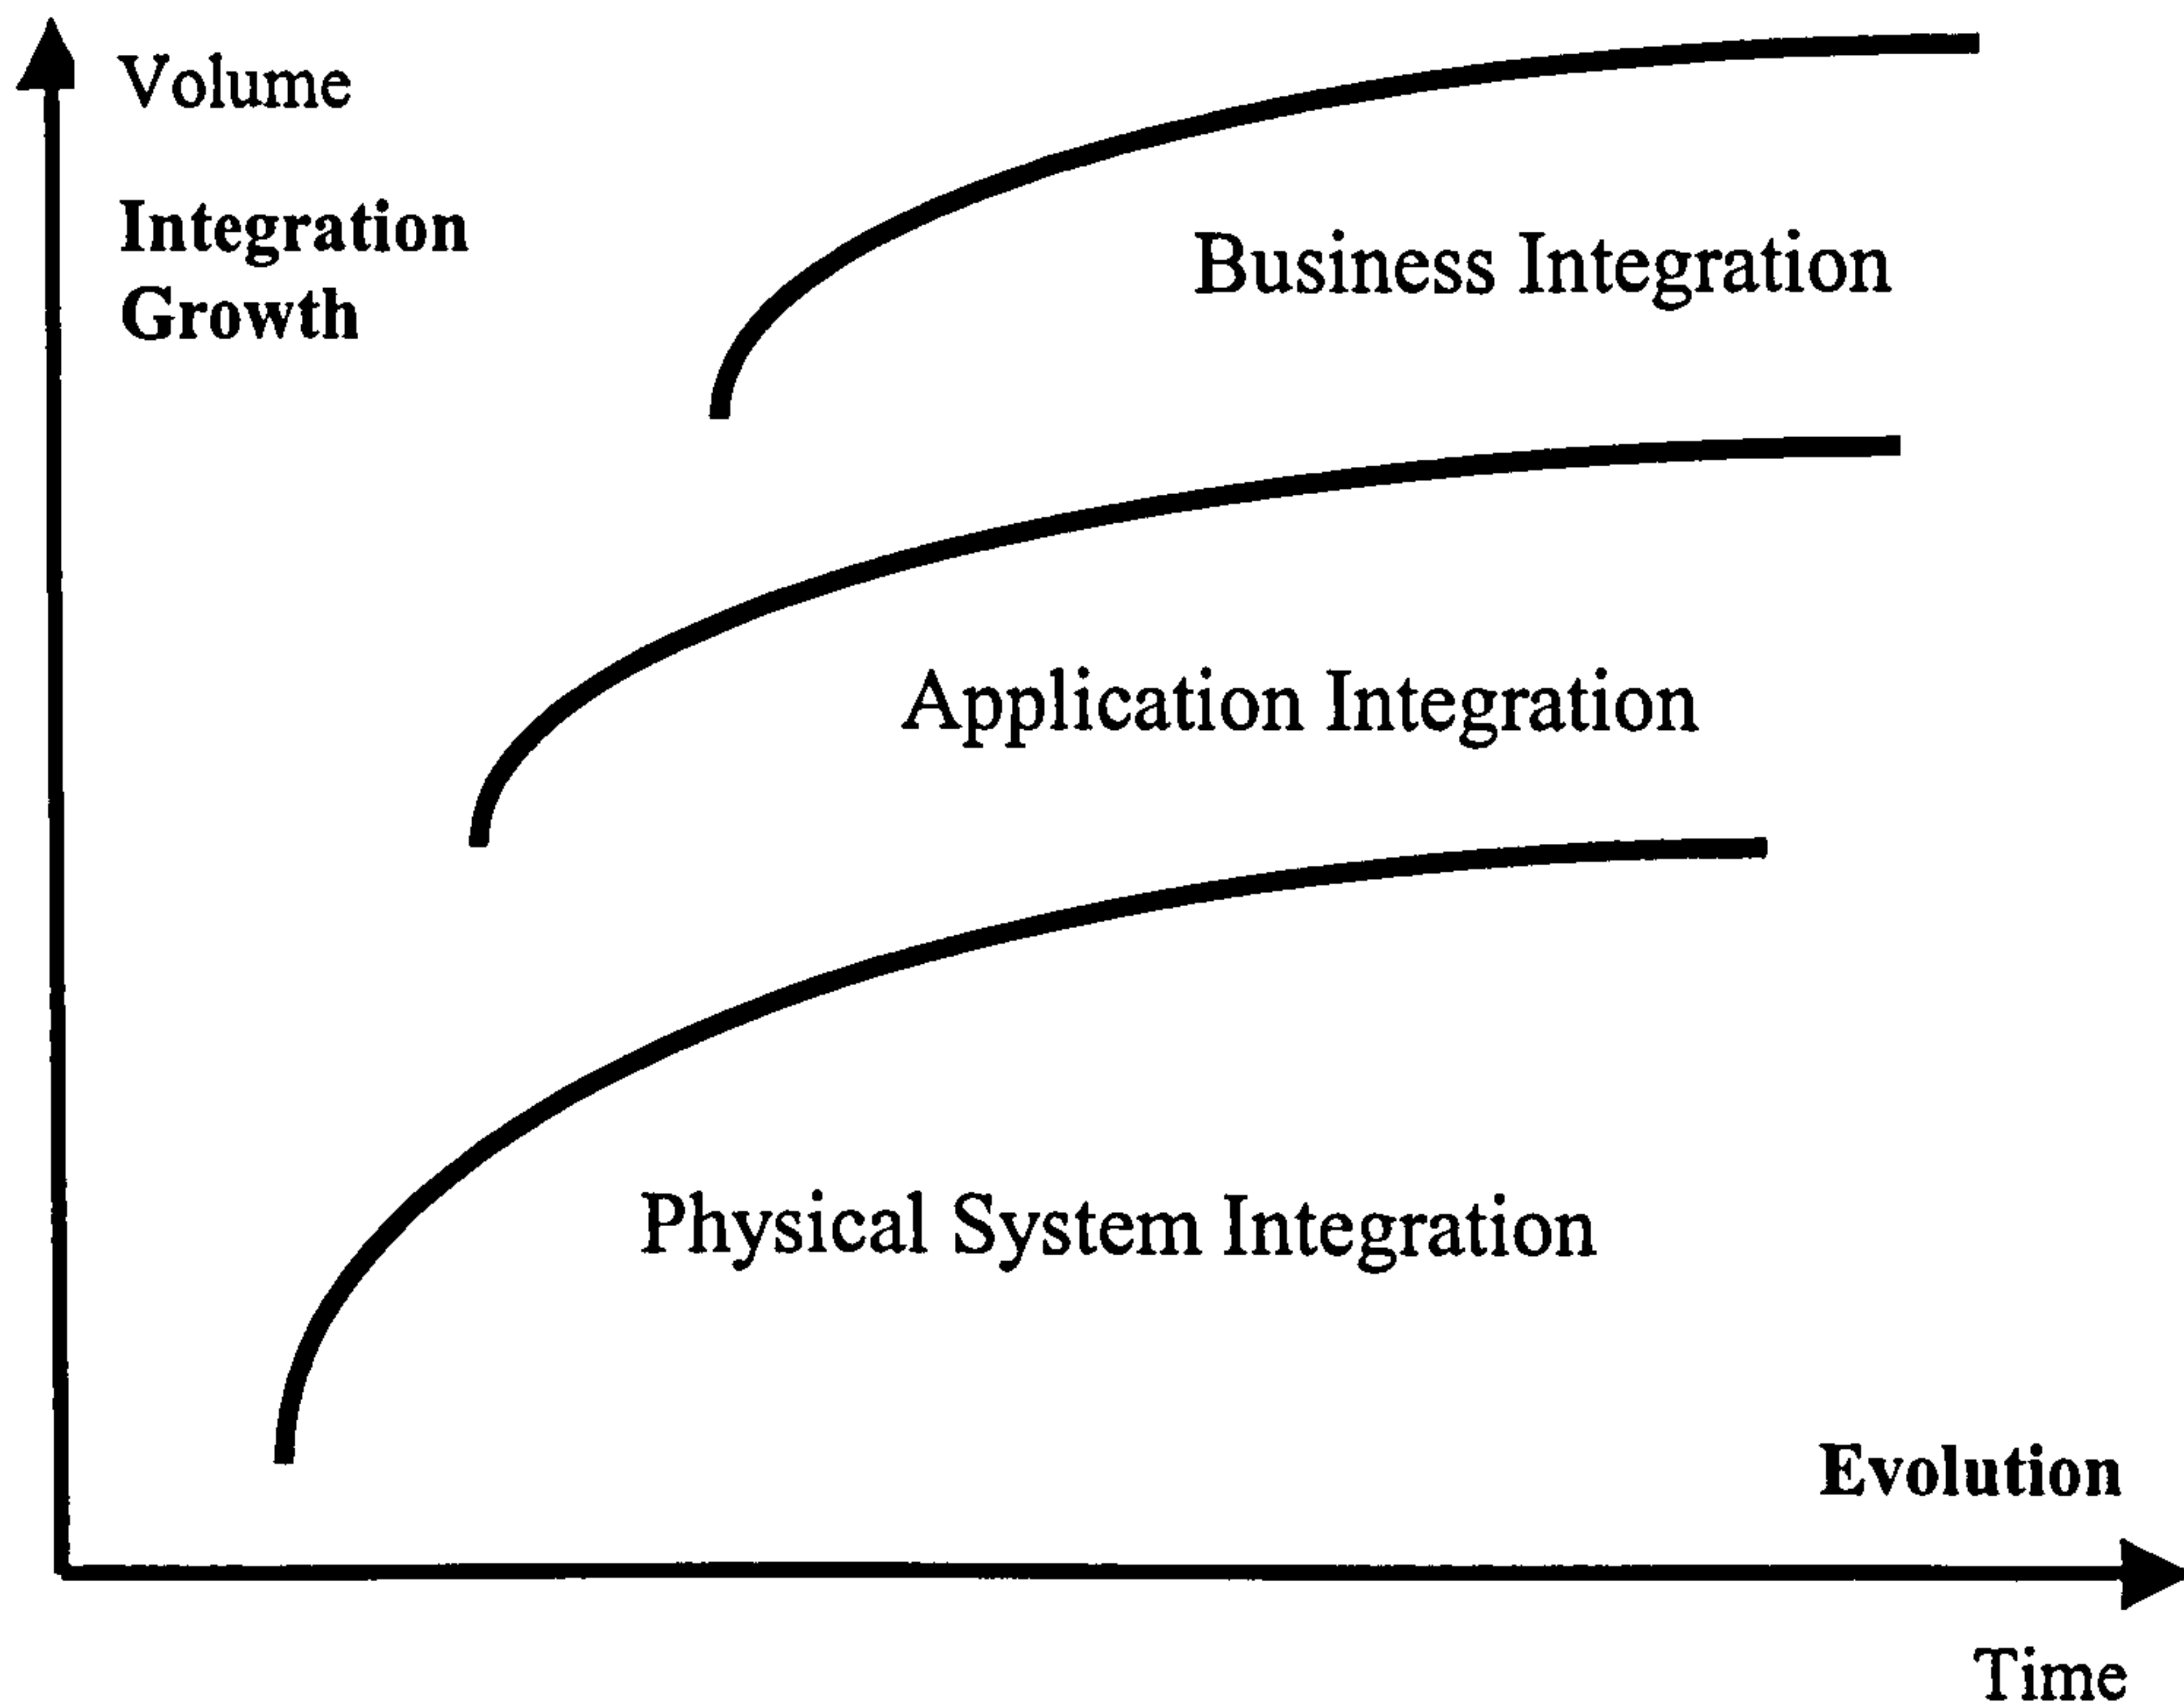 Volume
Integration
Growth
Business Integration
Application Integration
Physical System Integration
Evolution
Time